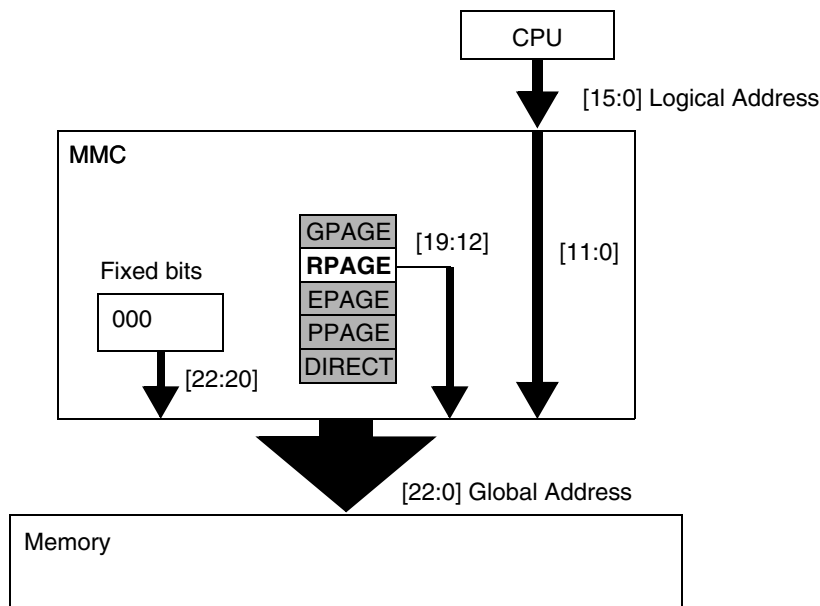 CPU
[15:0] Logical Address
MMC
GPAGE
RPAGE
EPAGE
PPAGE
DIRECT
[19:12]
[11:0]
Fixed bits
000
[22:20]
[22:0] Global Address
Memory